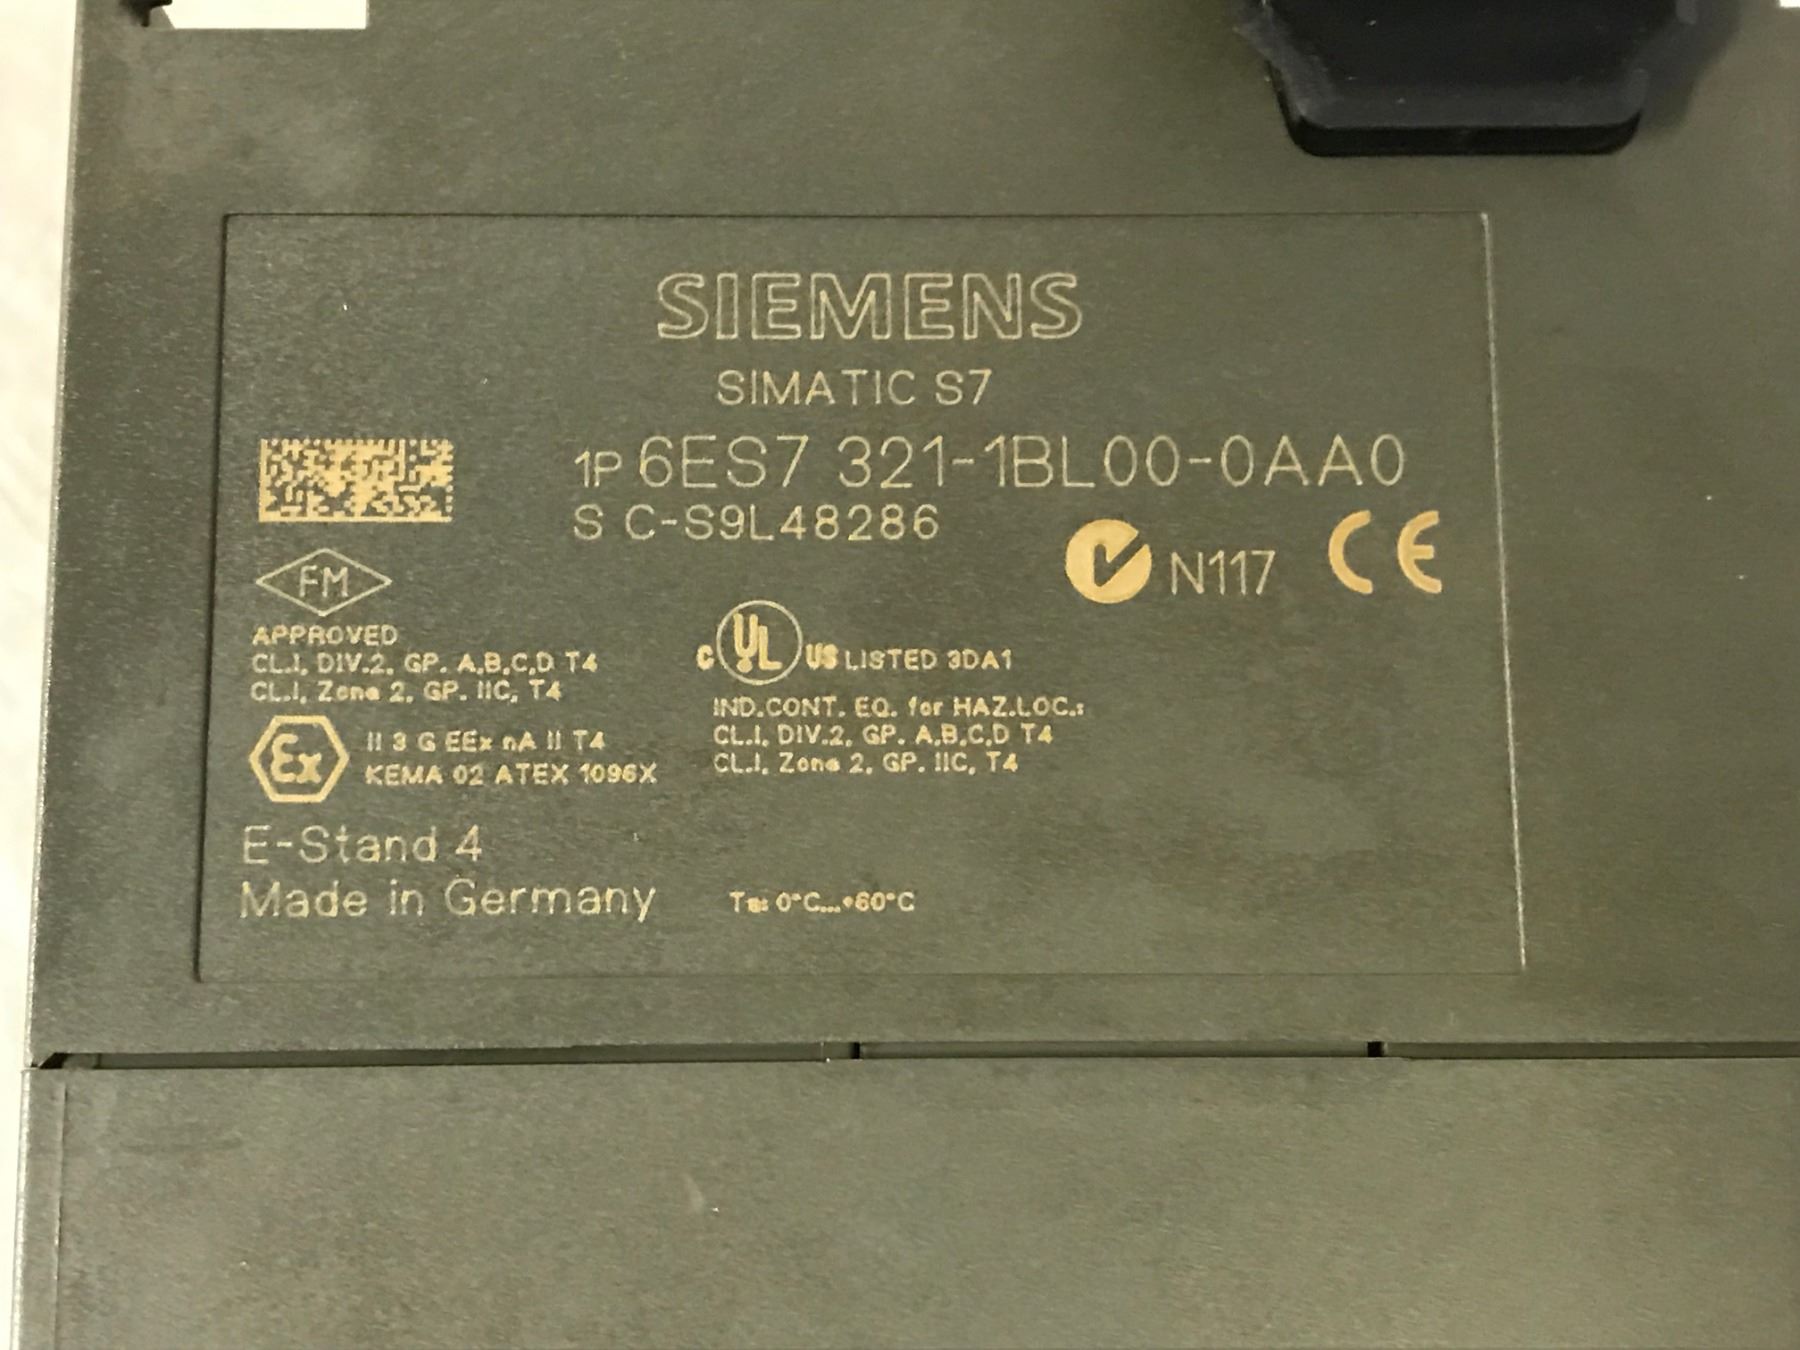 SIEMENS
SIMATIC S7
1P 6ES7 321-1BL00-0AA0
S C-S9L48286
N117 CE
FM
APPROVED
CL.I, DIV.2, GP. A,B,C,D T4
CL.I, Zone 2, GP. IIC, T4
C UL US LISTED 3DA1
IND.CONT. EQ. for HAZ.LOC.:
CL.I, DIV.2, GP. A,B,C,D T4
CL.I, Zone 2, GP. IIC, T4
Ex II 3 G EEx nA II T4
KEMA 02 ATEX 1096X
E-Stand 4
Made in Germany
Ta: 0°C...+60°C